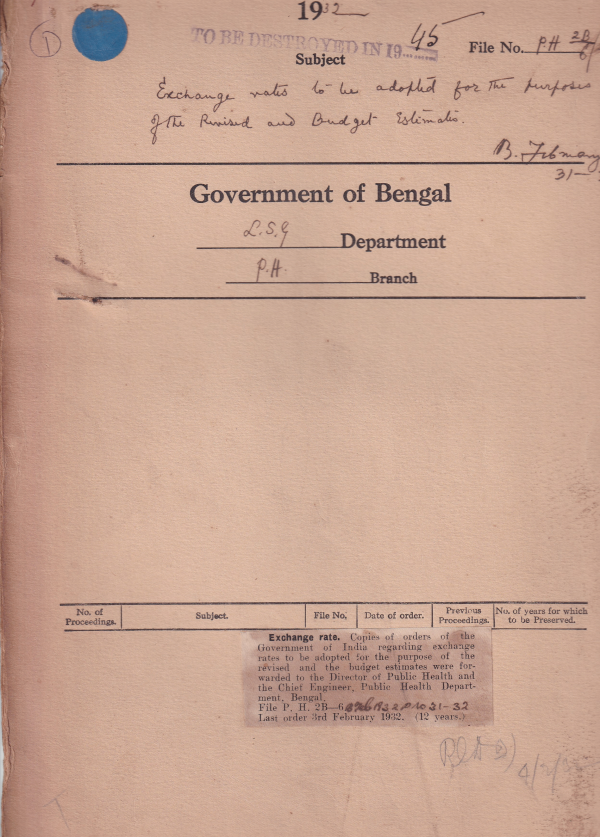 1932
TO BE DESTROYED IN 1945
File No. P.H. 2B/6
Subject
Exchange rates to be adopted for the purposes
of the Revised and Budget Estimates.
B. February
31-
Government of Bengal
L.S.G Department
P.H. Branch
No. of Proceedings. Subject. File No. Date of order. Previous Proceedings. No. of years for which to be Preserved.
Exchange rate. Copies of orders of the
Government of India regarding exchange
rates to be adopted for the purpose of the
revised and the budget estimates were for-
warded to the Director of Public Health and
the Chief Engineer, Public Health Depart-
ment, Bengal.
File P. H. 2B—6 31-32
Last order 3rd February 1932. (12 years.)